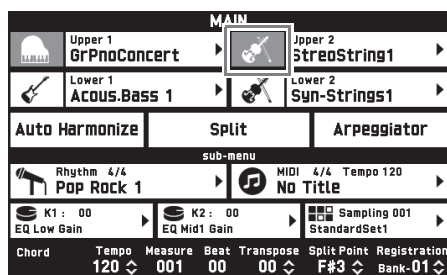 MAIN
Upper 1
GrPnoConcert
Upper 2
StreoString1
Lower 1
Acous.Bass 1
Lower 2
Syn-Strings1
Auto Harmonize Split Arpeggiator
sub-menu
Rhythm 4/4
Pop Rock 1
MIDI 4/4 Tempo 120
No Title
K1: 00
EQ Low Gain
K2: 00
EQ Mid1 Gain
Sampling 001
StandardSet1
Chord Tempo Measure Beat Transpose Split Point Registration
120 001 00 00 F#3 Bank-01